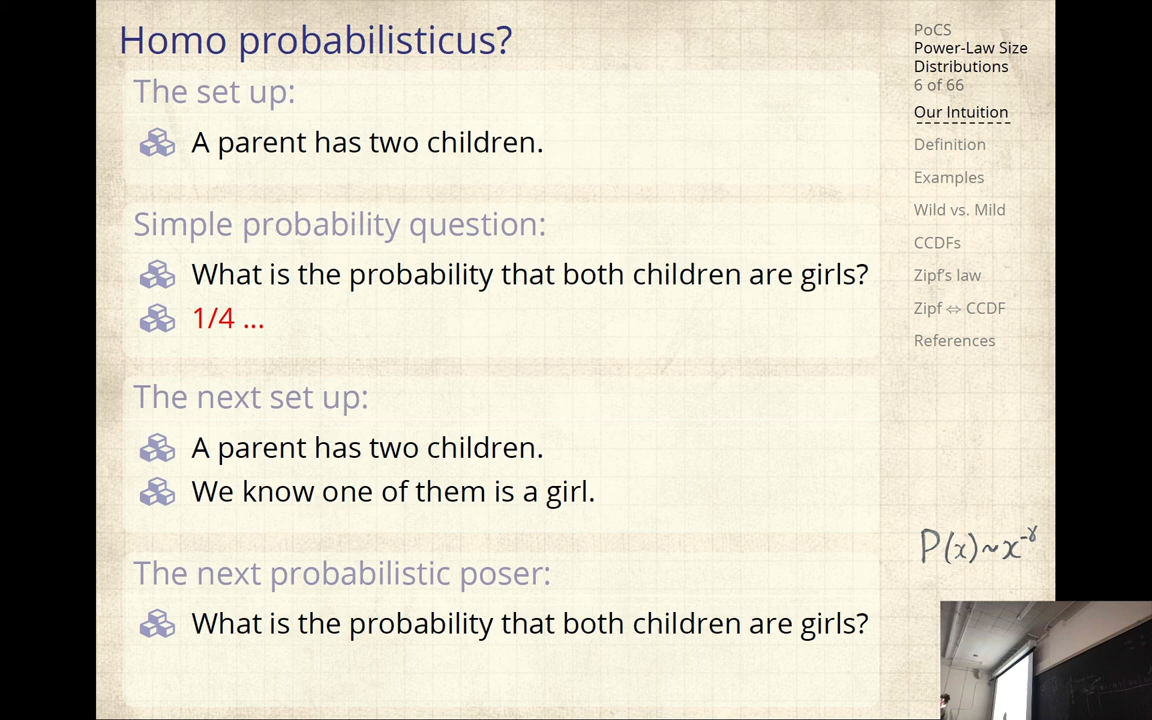 Homo probabilisticus?
The set up:
A parent has two children.
Simple probability question:
What is the probability that both children are girls?
1/4 ...
The next set up:
A parent has two children.
We know one of them is a girl.
The next probabilistic poser:
What is the probability that both children are girls?
PoCS
Power-Law Size
Distributions
6 of 66
Our Intuition
Definition
Examples
Wild vs. Mild
CCDFs
Zipf's law
Zipf ⇔ CCDF
References
P(x)~x^-γ